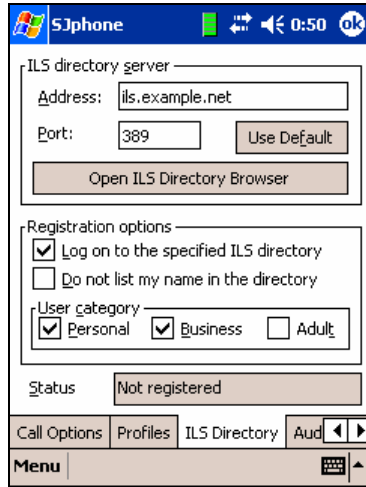 SJphone 0:50 ok
ILS directory server
Address: ils.example.net
Port: 389 Use Default
Open ILS Directory Browser
Registration options
Log on to the specified ILS directory
Do not list my name in the directory
User category
Personal Business Adult
Status Not registered
Call Options Profiles ILS Directory Aud
Menu